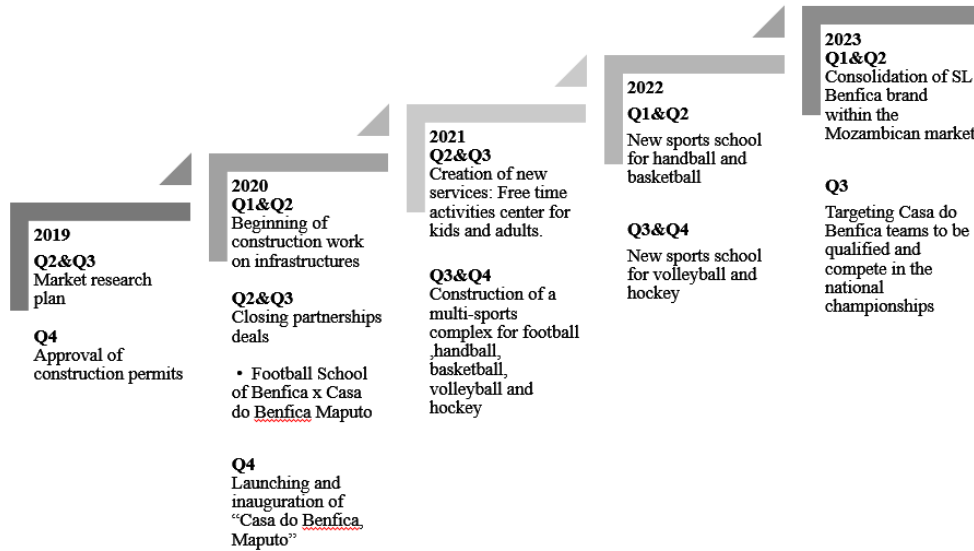 2019
Q2&Q3
Market research
plan
Q4
Approval of
construction permits
2020
Q1&Q2
Beginning of
construction work
on infrastructures
Q2&Q3
Closing partnerships
deals
• Football School
of Benfica x Casa
do Benfica Maputo
Q4
Launching and
inauguration of
“Casa do Benfica,
Maputo”
2021
Q2&Q3
Creation of new
services: Free time
activities center for
kids and adults.
Q3&Q4
Construction of a
multi-sports
complex for football
,handball,
basketball,
volleyball and
hockey
2022
Q1&Q2
New sports school
for handball and
basketball
Q3&Q4
New sports school
for volleyball and
hockey
2023
Q1&Q2
Consolidation of SL
Benfica brand
within the
Mozambican market
Q3
Targeting Casa do
Benfica teams to be
qualified and
compete in the
national
championships